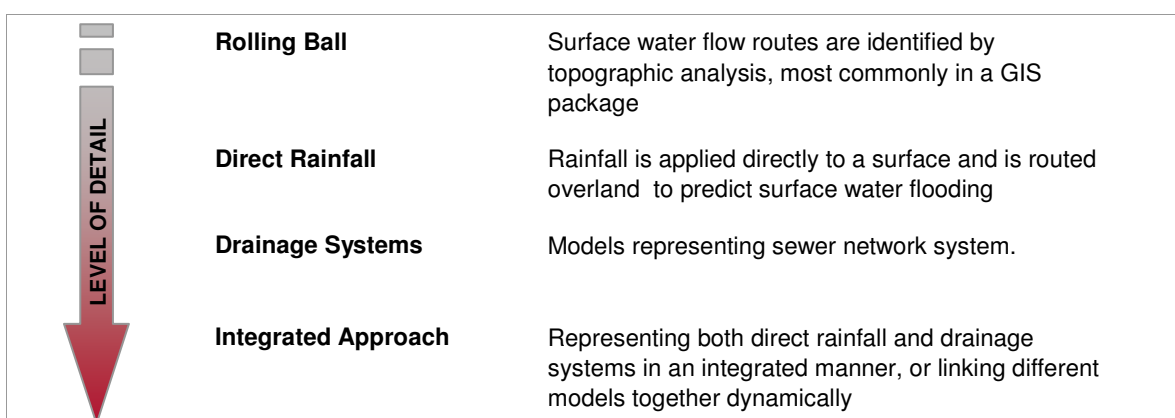 LEVEL OF DETAIL
Rolling Ball
Surface water flow routes are identified by
topographic analysis, most commonly in a GIS
package
Direct Rainfall
Rainfall is applied directly to a surface and is routed
overland to predict surface water flooding
Drainage Systems
Models representing sewer network system.
Integrated Approach
Representing both direct rainfall and drainage
systems in an integrated manner, or linking different
models together dynamically